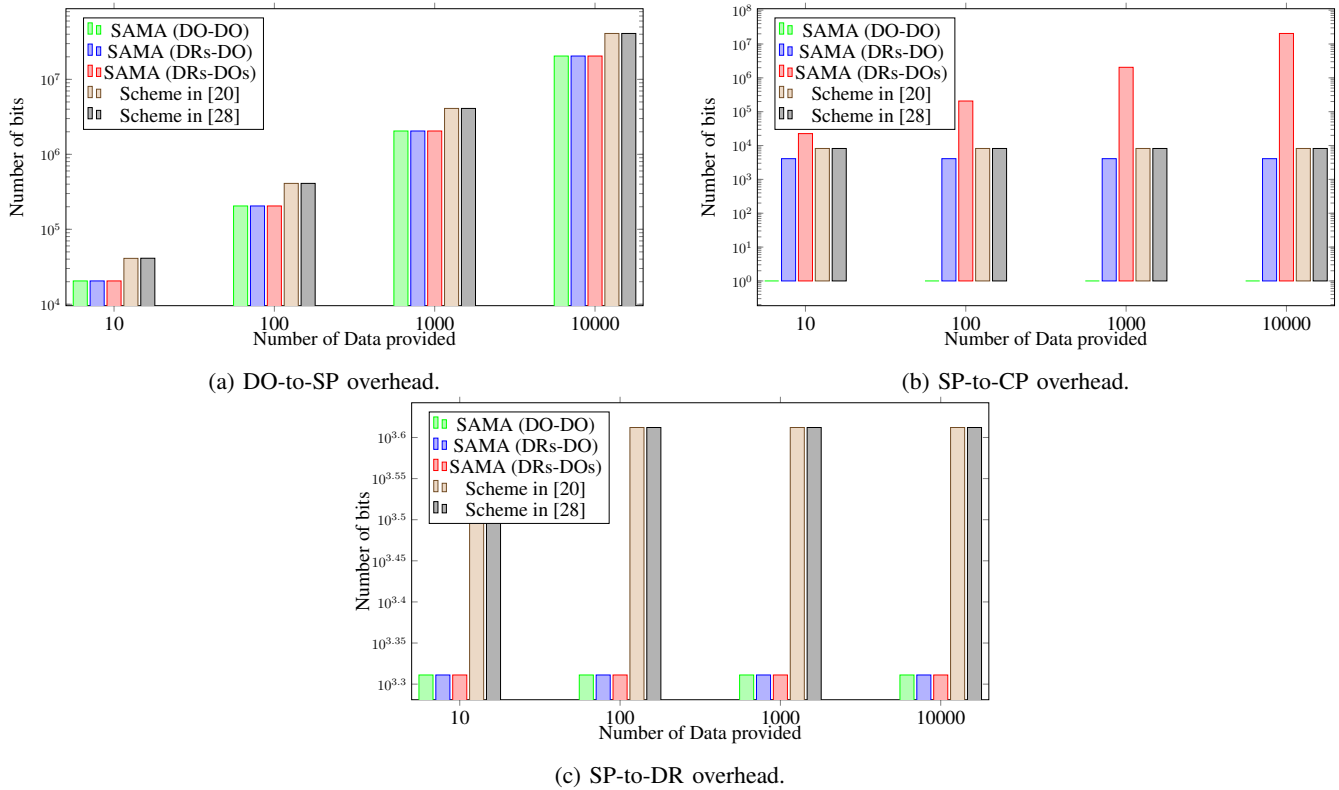 SAMA (DO-DO)
SAMA (DRs-DO)
SAMA (DRs-DOs)
Scheme in [20]
Scheme in [28]
Number of bits
10^7
10^6
10^5
10^4
10 100 1000 10000
Number of Data provided
(a) DO-to-SP overhead.
SAMA (DO-DO)
SAMA (DRs-DO)
SAMA (DRs-DOs)
Scheme in [20]
Scheme in [28]
Number of bits
10^8
10^7
10^6
10^5
10^4
10^3
10^2
10^1
10^0
10 100 1000 10000
Number of Data provided
(b) SP-to-CP overhead.
SAMA (DO-DO)
SAMA (DRs-DO)
SAMA (DRs-DOs)
Scheme in [20]
Scheme in [28]
Number of bits
10^3.6
10^3.55
10^3.5
10^3.45
10^3.4
10^3.35
10^3.3
10 100 1000 10000
Number of Data provided
(c) SP-to-DR overhead.